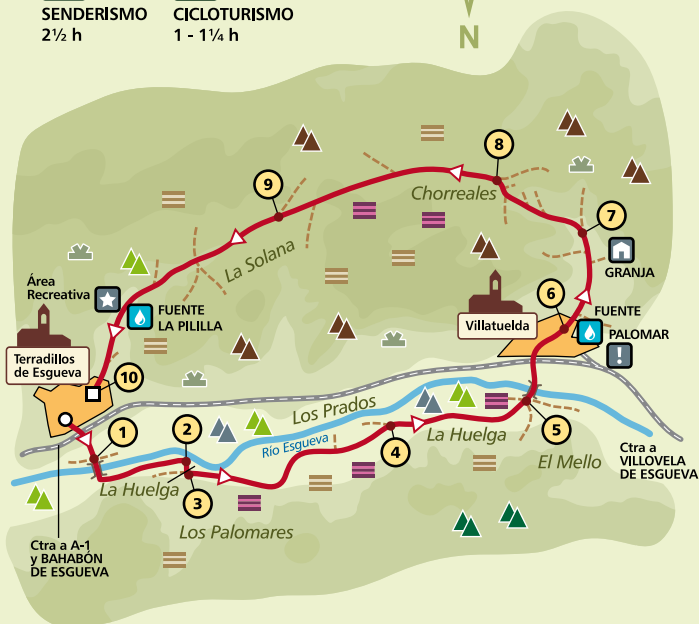 SENDERISMO
2½ h
CICLOTURISMO
1 - 1¼ h
N
8
Chorreales
9
7
La Solana
GRANJA
Área
Recreativa
FUENTE
LA PILILLA
6
FUENTE
Villatuelda
PALOMAR
!
Terradillos
de Esgueva
10
Los Prados
1
2
Río Esgueva
4
La Huelga
5
El Mello
Ctra a
VILLOVELA
DE ESGUEVA
La Huelga
3
Los Palomares
Ctra a A-1
y BAHABÓN
DE ESGUEVA